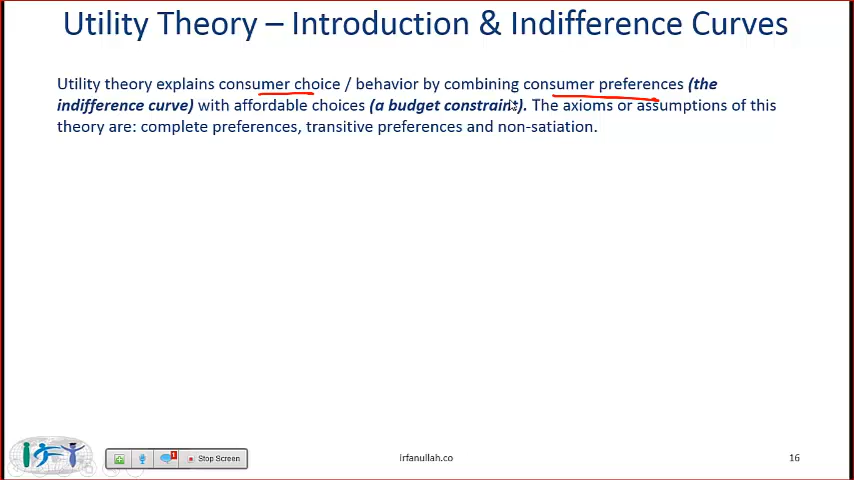 Utility Theory – Introduction & Indifference Curves
Utility theory explains consumer choice / behavior by combining consumer preferences (the
indifference curve) with affordable choices (a budget constraint). The axioms or assumptions of this
theory are: complete preferences, transitive preferences and non-satiation.
1
Stop Screen
irfanullah.co
16